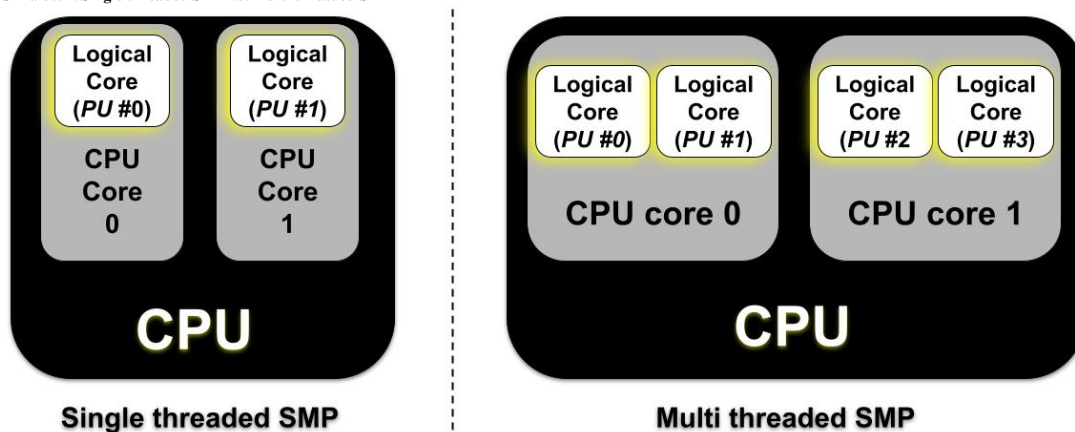 Logical
Core
(PU #0)
CPU
Core
0
Logical
Core
(PU #1)
CPU
Core
1
CPU
Single threaded SMP
Logical
Core
(PU #0)
Logical
Core
(PU #1)
CPU core 0
Logical
Core
(PU #2
Logical
Core
(PU #3)
CPU core 1
CPU
Multi threaded SMP